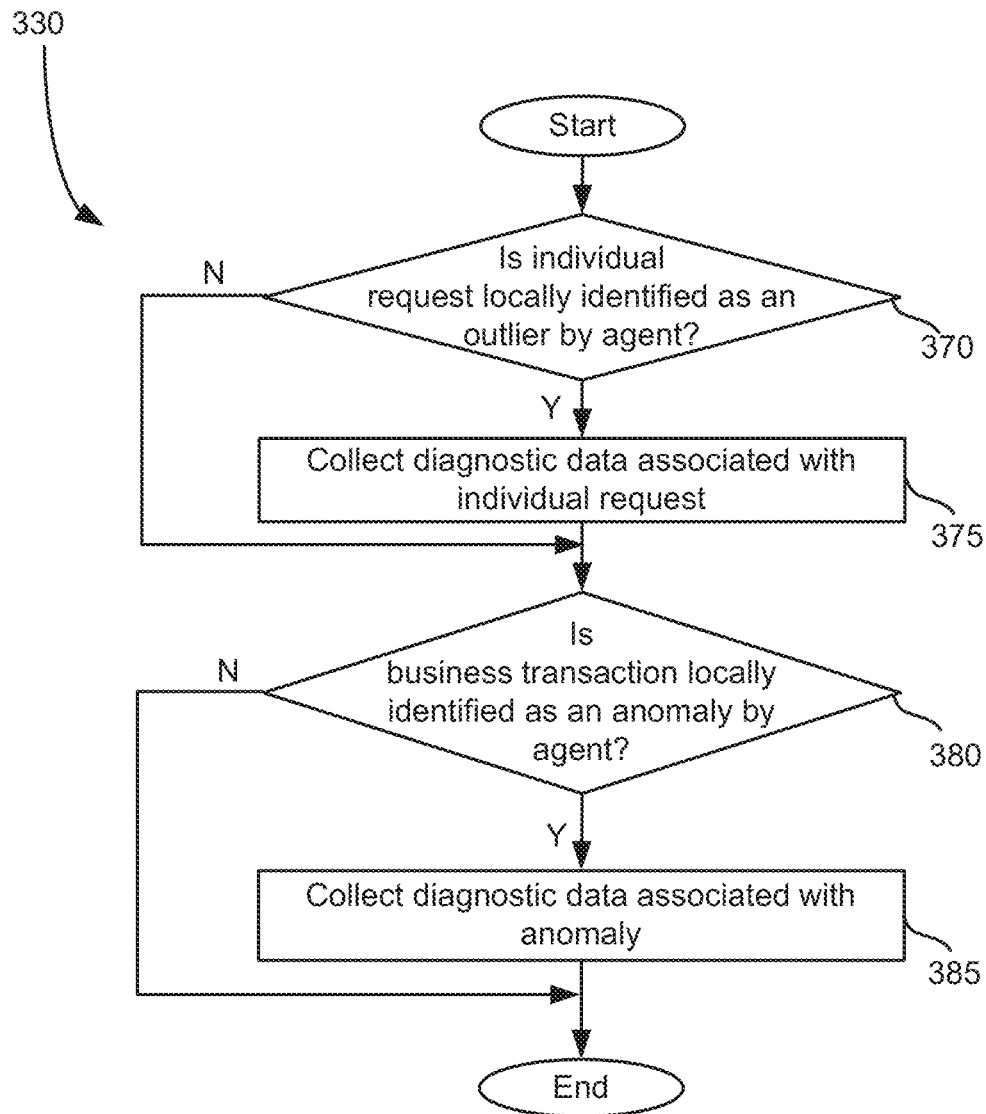 330
Start
N
Is individual
request locally identified as an
outlier by agent?
370
Y
Collect diagnostic data associated with
individual request
375
N
Is
business transaction locally
identified as an anomaly by
agent?
380
Y
Collect diagnostic data associated with
anomaly
385
End